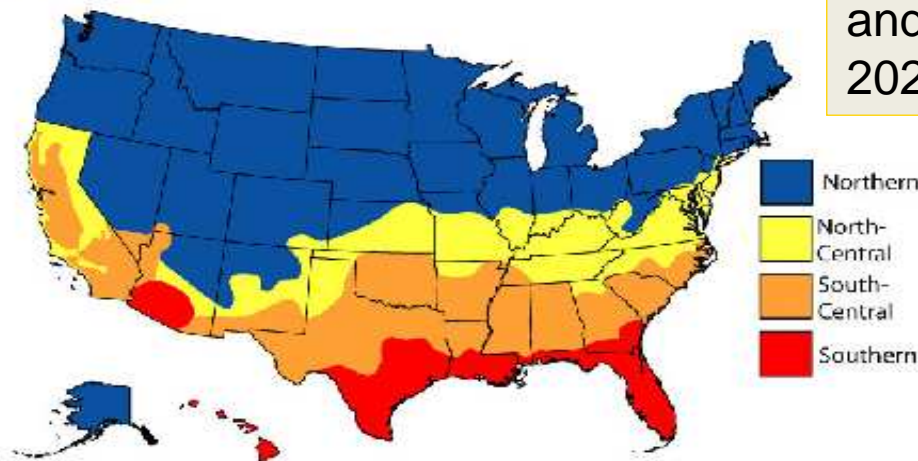 and
202
Northern
North-
Central
South-
Central
Southern